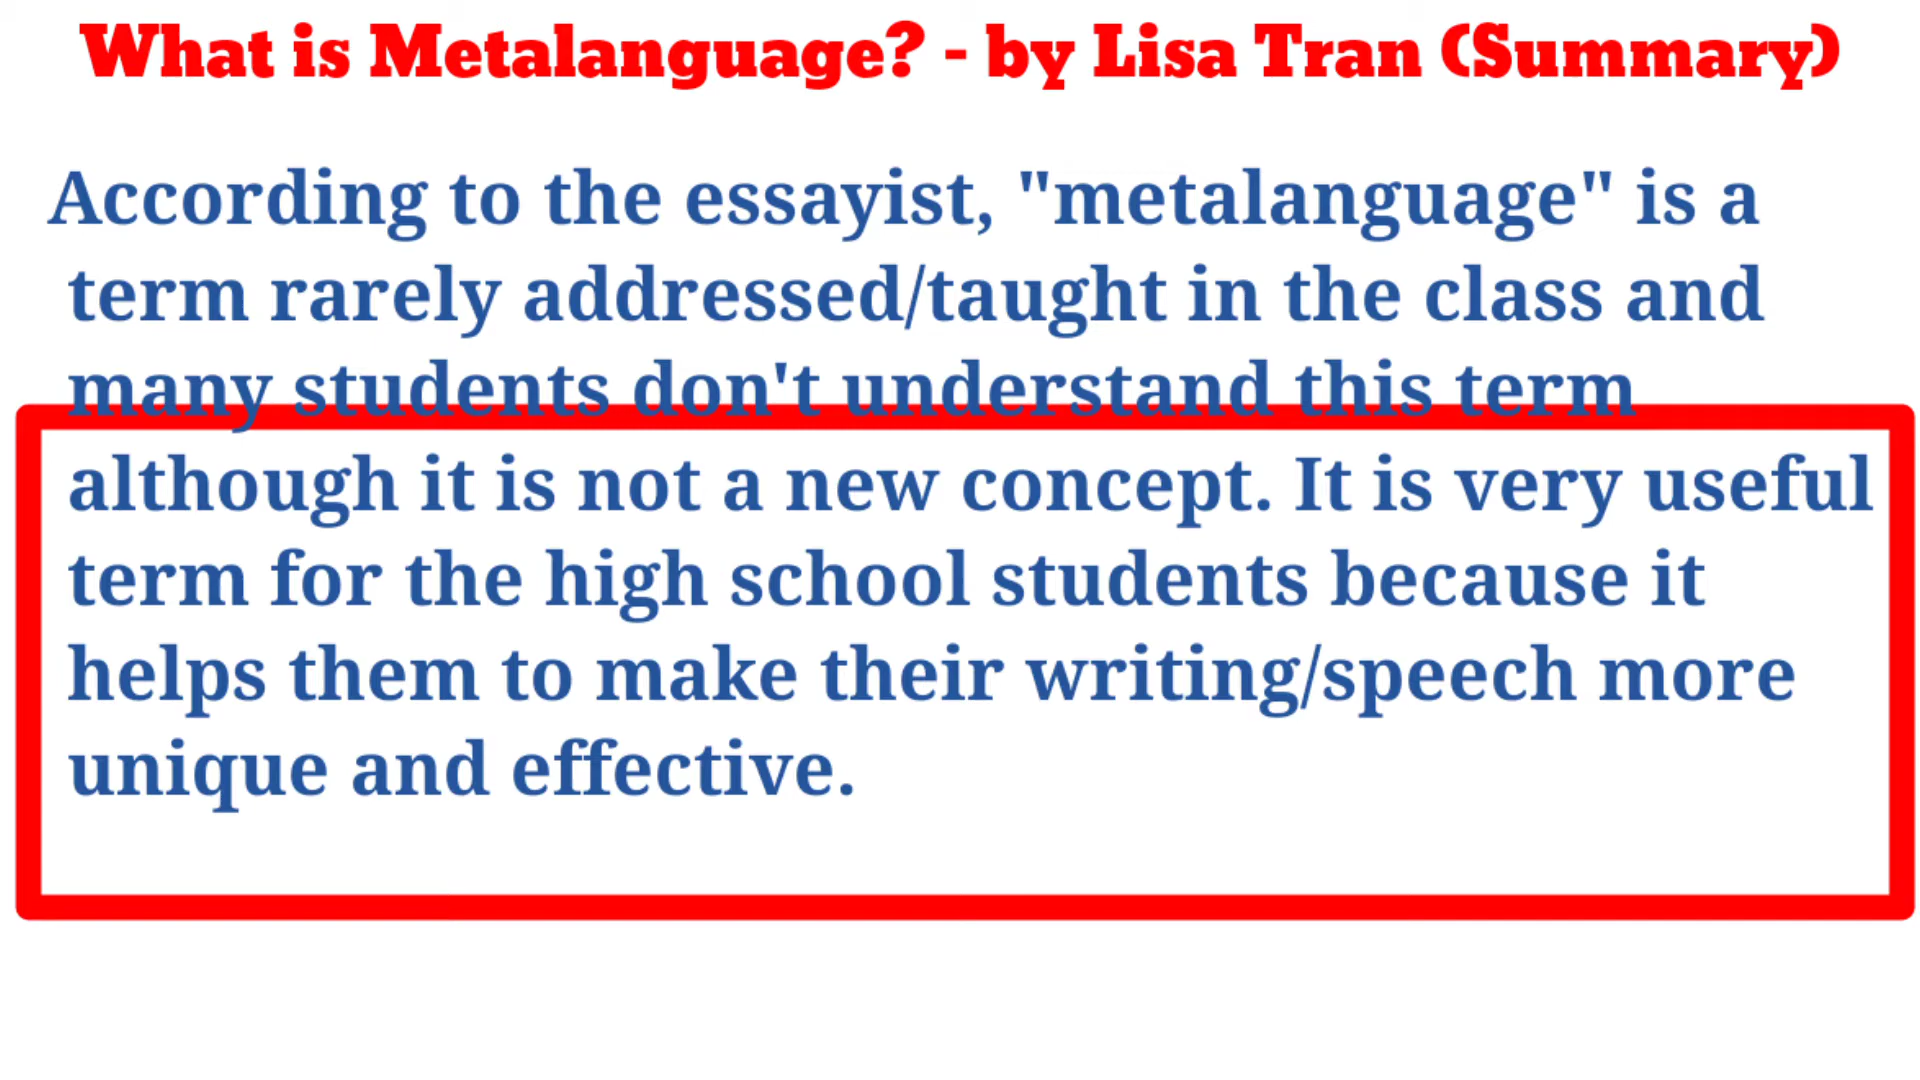 What is Metalanguage? - by Lisa Tran (Summary)
According to the essayist, "metalanguage" is a
term rarely addressed/taught in the class and
many students don't understand this term
although it is not a new concept. It is very useful
term for the high school students because it
helps them to make their writing/speech more
unique and effective.